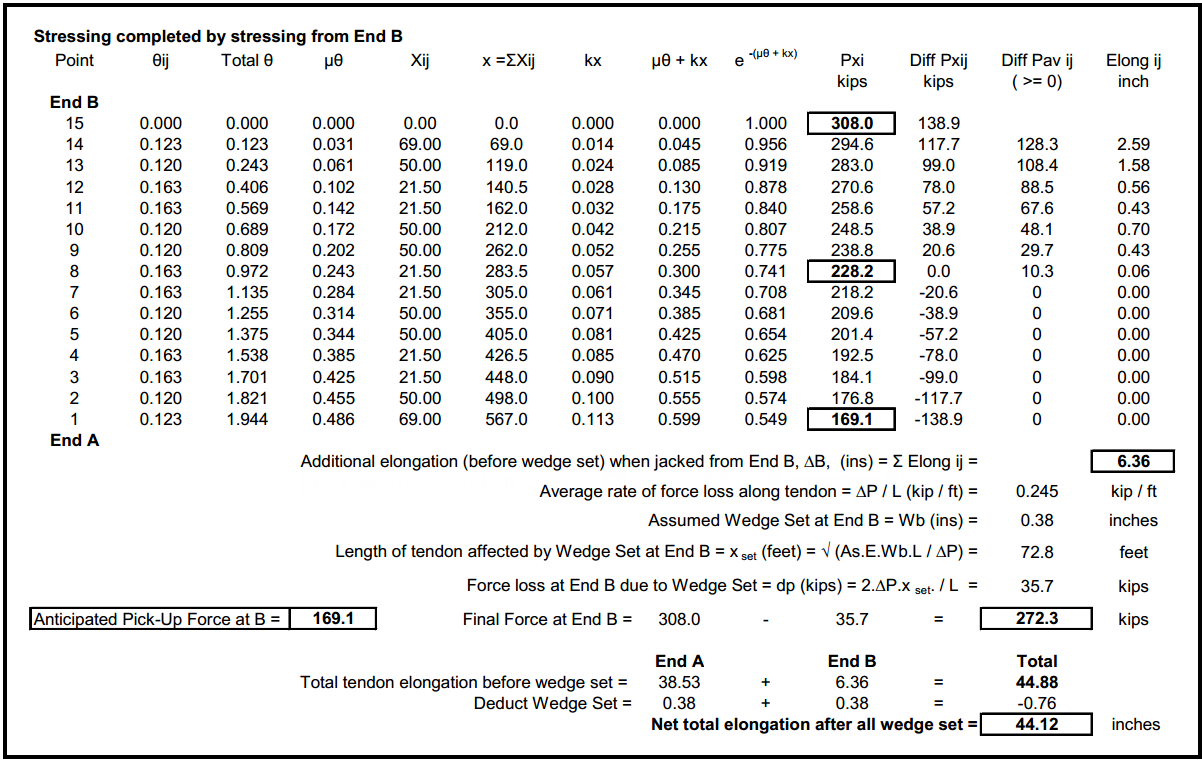 Stressing completed by stressing from End B
Point θij Total θ μθ Xij x =ΣXij kx μθ + kx e -(μθ + kx) Pxi Diff Pxij Diff Pav ij Elong ij
kips kips ( >= 0) inch
End B
15 0.000 0.000 0.000 0.00 0.0 0.000 0.000 1.000 308.0 138.9
14 0.123 0.123 0.031 69.00 69.0 0.014 0.045 0.956 294.6 117.7 128.3 2.59
13 0.120 0.243 0.061 50.00 119.0 0.024 0.085 0.919 283.0 99.0 108.4 1.58
12 0.163 0.406 0.102 21.50 140.5 0.028 0.130 0.878 270.6 78.0 88.5 0.56
11 0.163 0.569 0.142 21.50 162.0 0.032 0.175 0.840 258.6 57.2 67.6 0.43
10 0.120 0.689 0.172 50.00 212.0 0.042 0.215 0.807 248.5 38.9 48.1 0.70
9 0.120 0.809 0.202 50.00 262.0 0.052 0.255 0.775 238.8 20.6 29.7 0.43
8 0.163 0.972 0.243 21.50 283.5 0.057 0.300 0.741 228.2 0.0 10.3 0.06
7 0.163 1.135 0.284 21.50 305.0 0.061 0.345 0.708 218.2 -20.6 0 0.00
6 0.120 1.255 0.314 50.00 355.0 0.071 0.385 0.681 209.6 -38.9 0 0.00
5 0.120 1.375 0.344 50.00 405.0 0.081 0.425 0.654 201.4 -57.2 0 0.00
4 0.163 1.538 0.385 21.50 426.5 0.085 0.470 0.625 192.5 -78.0 0 0.00
3 0.163 1.701 0.425 21.50 448.0 0.090 0.515 0.598 184.1 -99.0 0 0.00
2 0.120 1.821 0.455 50.00 498.0 0.100 0.555 0.574 176.8 -117.7 0 0.00
1 0.123 1.944 0.486 69.00 567.0 0.113 0.599 0.549 169.1 -138.9 0 0.00
End A
Additional elongation (before wedge set) when jacked from End B, ΔB, (ins) = Σ Elong ij = 6.36
Average rate of force loss along tendon = ΔP / L (kip / ft) = 0.245 kip / ft
Assumed Wedge Set at End B = Wb (ins) = 0.38 inches
Length of tendon affected by Wedge Set at End B = x set (feet) = √ (As.E.Wb.L / ΔP) = 72.8 feet
Force loss at End B due to Wedge Set = dp (kips) = 2.ΔP.x set. / L = 35.7 kips
Anticipated Pick-Up Force at B = 169.1 Final Force at End B = 308.0 - 35.7 = 272.3 kips
End A End B Total
Total tendon elongation before wedge set = 38.53 + 6.36 = 44.88
Deduct Wedge Set = 0.38 + 0.38 = -0.76
Net total elongation after all wedge set = 44.12 inches